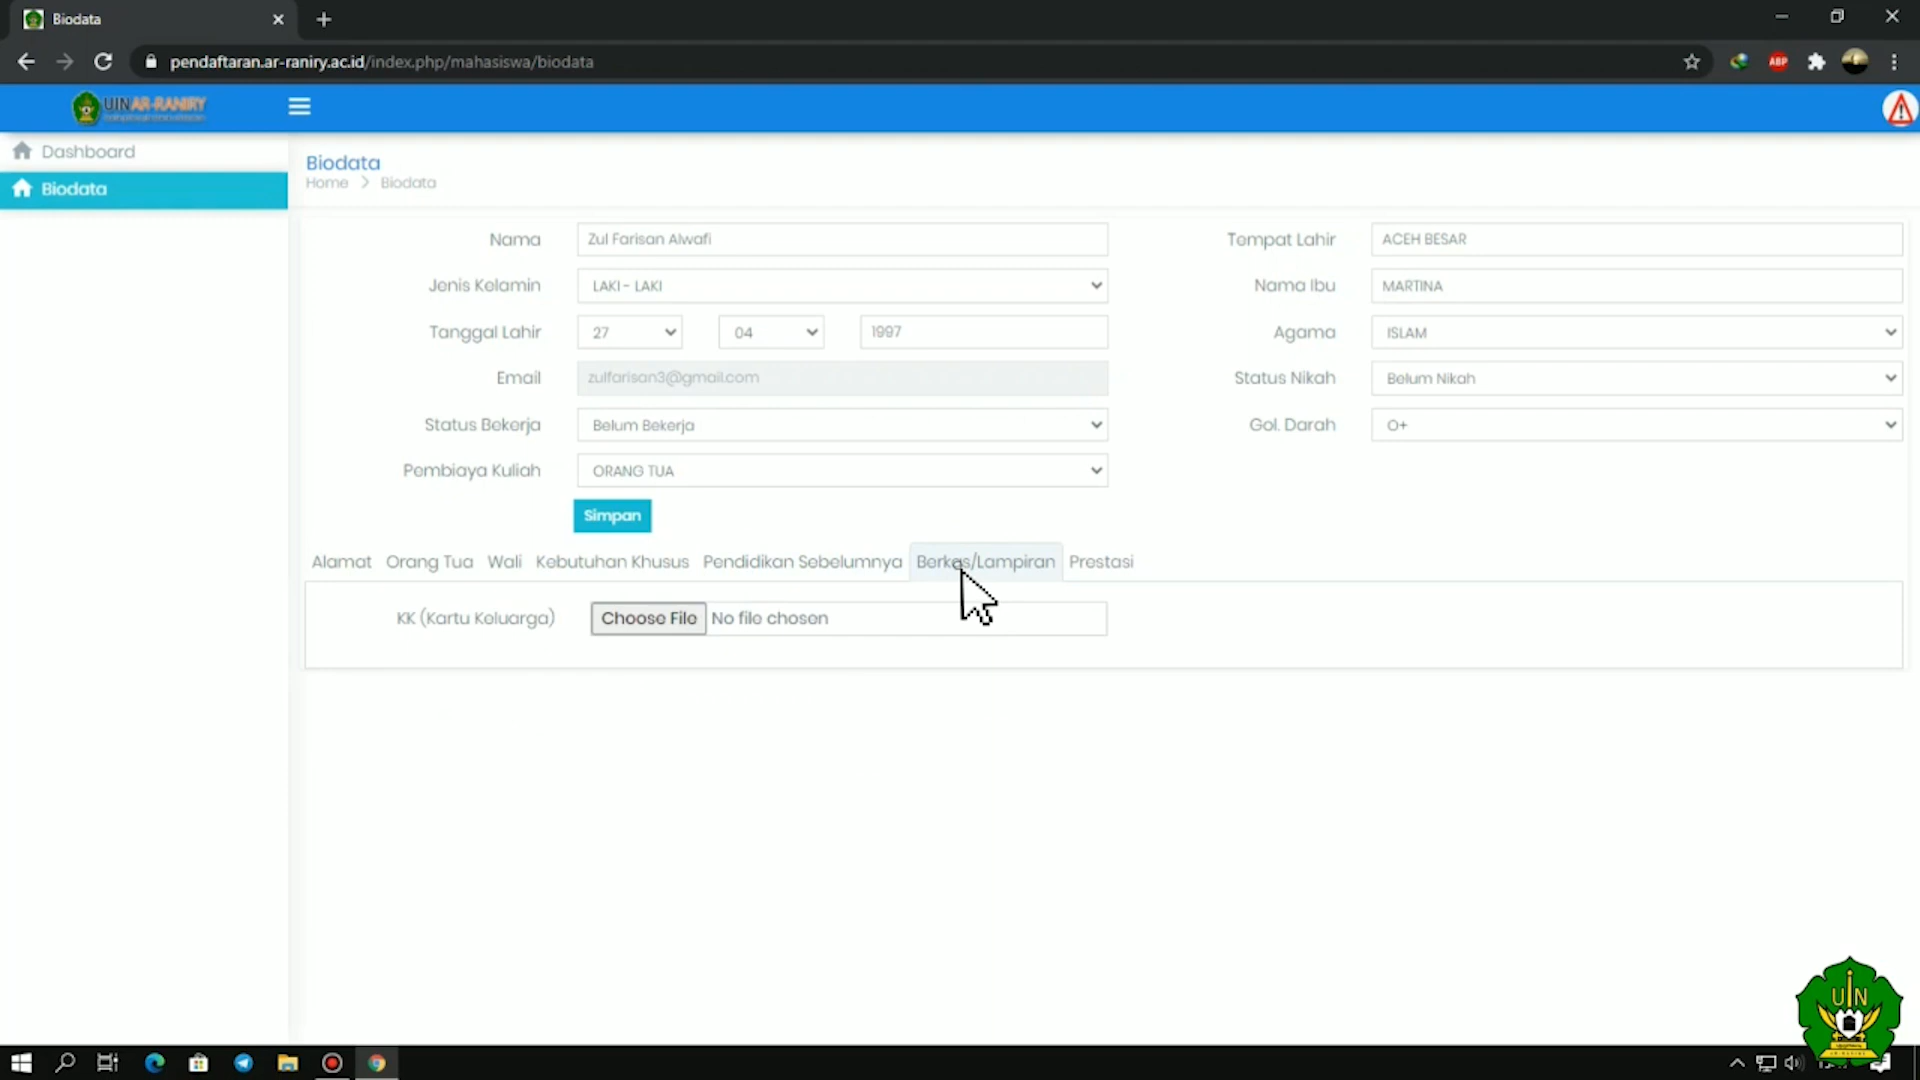 Biodata
pendaftaran.ar-raniry.ac.id/index.php/mahasiswa/biodata
ABP
UIN AR-RANIRY
Dashboard
Biodata
Biodata
Home > Biodata
Nama Zul Farisan Alwafi Tempat Lahir ACEH BESAR
Jenis Kelamin LAKI - LAKI Nama Ibu MARTINA
Tanggal Lahir 27 04 1997 Agama ISLAM
Email zulfarisan3@gmail.com Status Nikah Belum Nikah
Status Bekerja Belum Bekerja Gol. Darah O+
Pembiaya Kuliah ORANG TUA
Simpan
Alamat Orang Tua Wali Kebutuhan Khusus Pendidikan Sebelumnya Berkas/Lampiran Prestasi
KK (Kartu Keluarga) Choose File No file chosen
UIN
AR-RANIRY